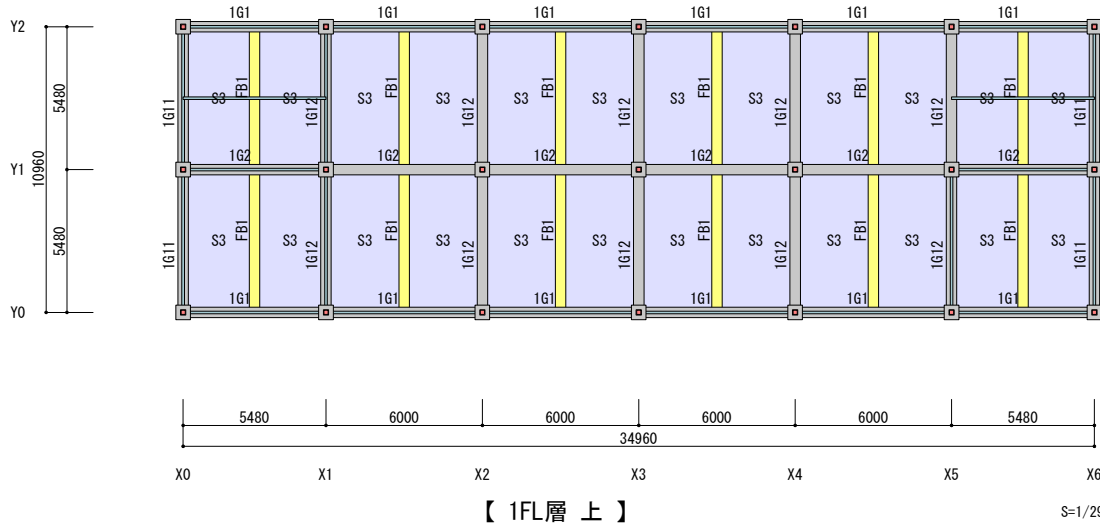 1G1 1G1 1G1 1G1 1G1 1G1
Y2
5480
1G11 S3 FB1 S3 1G12 S3 FB1 S3 1G12 S3 FB1 S3 1G12 S3 FB1 S3 1G12 S3 FB1 S3 1G12 S3 FB1 S3 1G11
10960
1G2 1G2 1G2 1G2 1G2 1G2
Y1
5480
1G11 S3 FB1 S3 1G12 S3 FB1 S3 1G12 S3 FB1 S3 1G12 S3 FB1 S3 1G12 S3 FB1 S3 1G12 S3 FB1 S3 1G11
1G1 1G1 1G1 1G1 1G1 1G1
Y0
5480 6000 6000 6000 6000 5480
34960
X0 X1 X2 X3 X4 X5 X6
【 1FL層 上 】
S=1/29